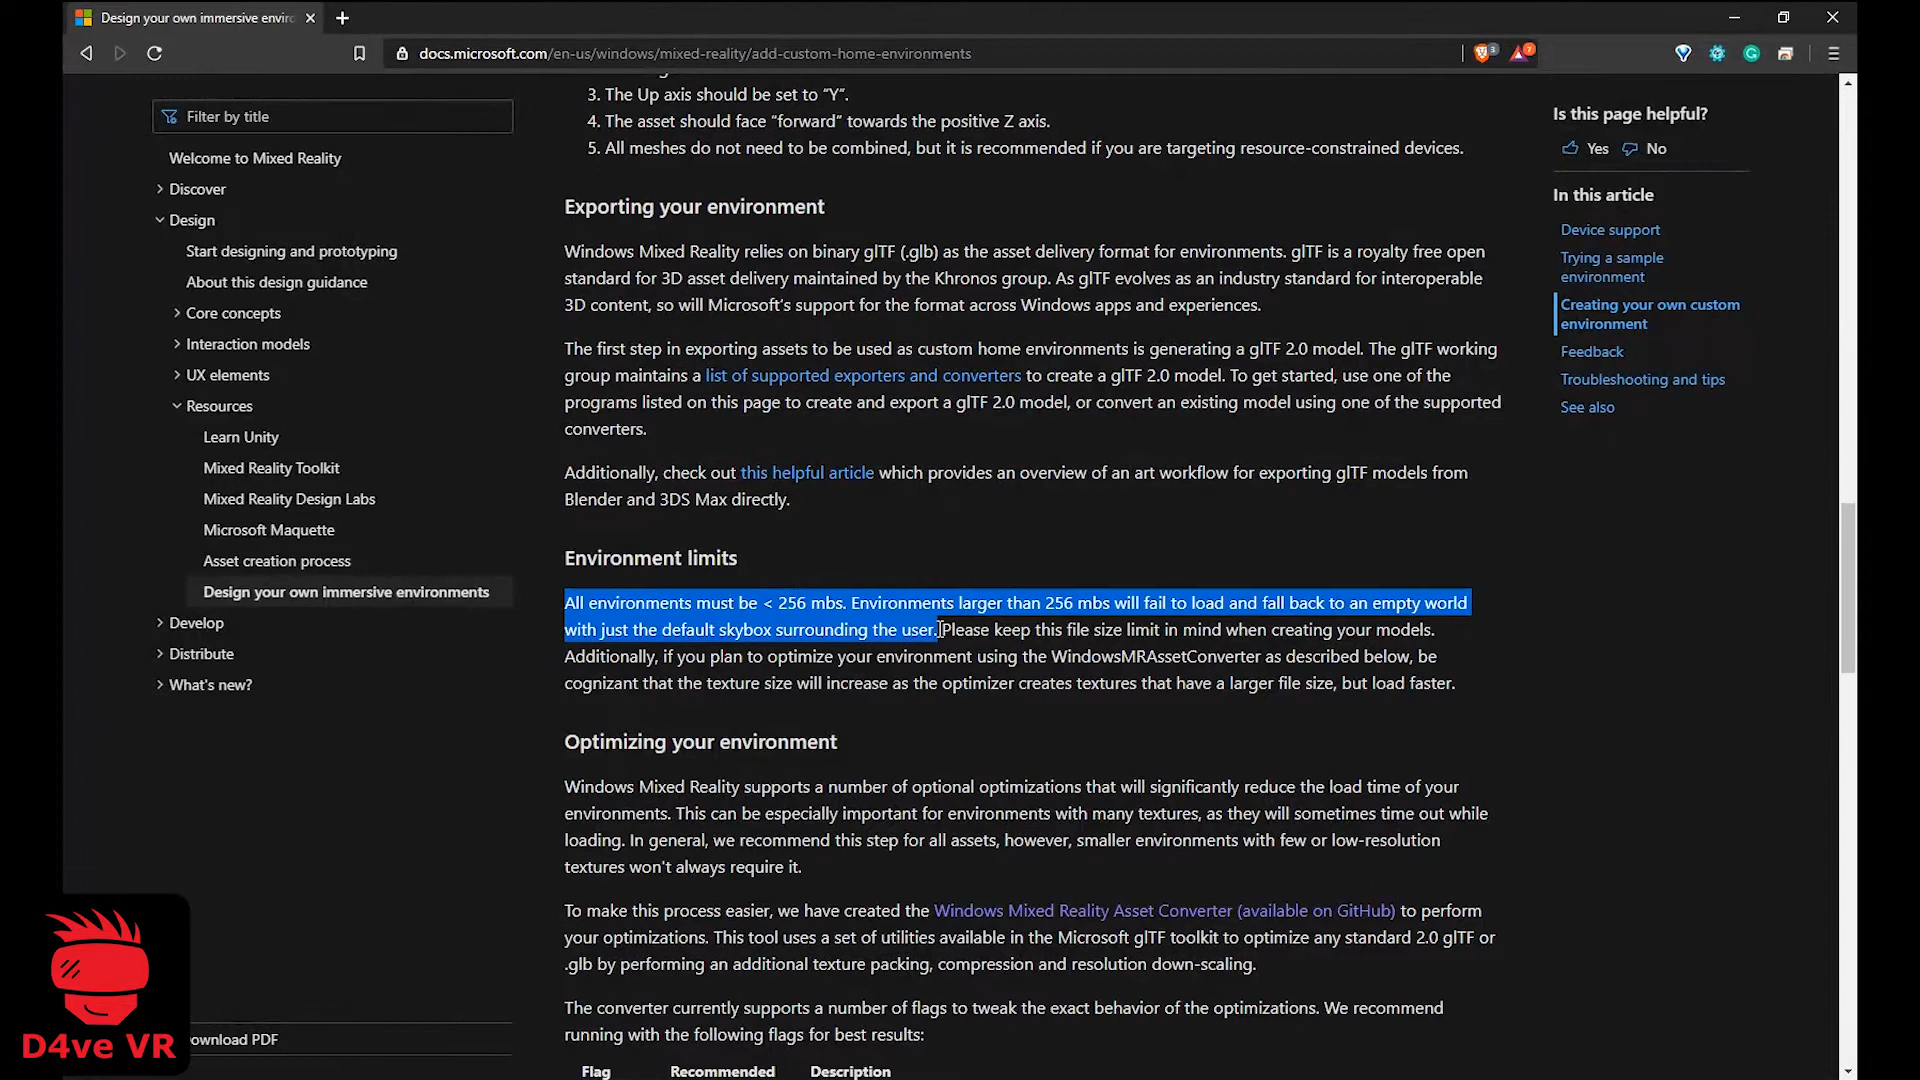 Design your own immersive envir
docs.microsoft.com/en-us/windows/mixed-reality/add-custom-home-environments
3
7
Filter by title
Welcome to Mixed Reality
Discover
Design
Start designing and prototyping
About this design guidance
Core concepts
Interaction models
UX elements
Resources
Learn Unity
Mixed Reality Toolkit
Mixed Reality Design Labs
Microsoft Maquette
Asset creation process
Design your own immersive environments
Develop
Distribute
What's new?
ownload PDF
D4ve VR
3. The Up axis should be set to “Y”.
4. The asset should face “forward” towards the positive Z axis.
5. All meshes do not need to be combined, but it is recommended if you are targeting resource-constrained devices.
Exporting your environment
Windows Mixed Reality relies on binary glTF (.glb) as the asset delivery format for environments. glTF is a royalty free open
standard for 3D asset delivery maintained by the Khronos group. As glTF evolves as an industry standard for interoperable
3D content, so will Microsoft's support for the format across Windows apps and experiences.
The first step in exporting assets to be used as custom home environments is generating a glTF 2.0 model. The glTF working
group maintains a list of supported exporters and converters to create a glTF 2.0 model. To get started, use one of the
programs listed on this page to create and export a glTF 2.0 model, or convert an existing model using one of the supported
converters.
Additionally, check out this helpful article which provides an overview of an art workflow for exporting glTF models from
Blender and 3DS Max directly.
Environment limits
All environments must be < 256 mbs. Environments larger than 256 mbs will fail to load and fall back to an empty world
with just the default skybox surrounding the user. Please keep this file size limit in mind when creating your models.
Additionally, if you plan to optimize your environment using the WindowsMRAssetConverter as described below, be
cognizant that the texture size will increase as the optimizer creates textures that have a larger file size, but load faster.
Optimizing your environment
Windows Mixed Reality supports a number of optional optimizations that will significantly reduce the load time of your
environments. This can be especially important for environments with many textures, as they will sometimes time out while
loading. In general, we recommend this step for all assets, however, smaller environments with few or low-resolution
textures won't always require it.
To make this process easier, we have created the Windows Mixed Reality Asset Converter (available on GitHub) to perform
your optimizations. This tool uses a set of utilities available in the Microsoft glTF toolkit to optimize any standard 2.0 glTF or
.glb by performing an additional texture packing, compression and resolution down-scaling.
The converter currently supports a number of flags to tweak the exact behavior of the optimizations. We recommend
running with the following flags for best results:
Flag Recommended Description
Is this page helpful?
Yes No
In this article
Device support
Trying a sample
environment
Creating your own custom
environment
Feedback
Troubleshooting and tips
See also